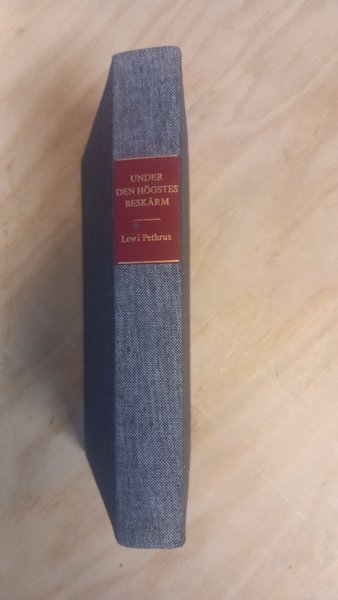 UNDER
DEN HÖGSTES
BESKÄRM
Lewi Pethrus